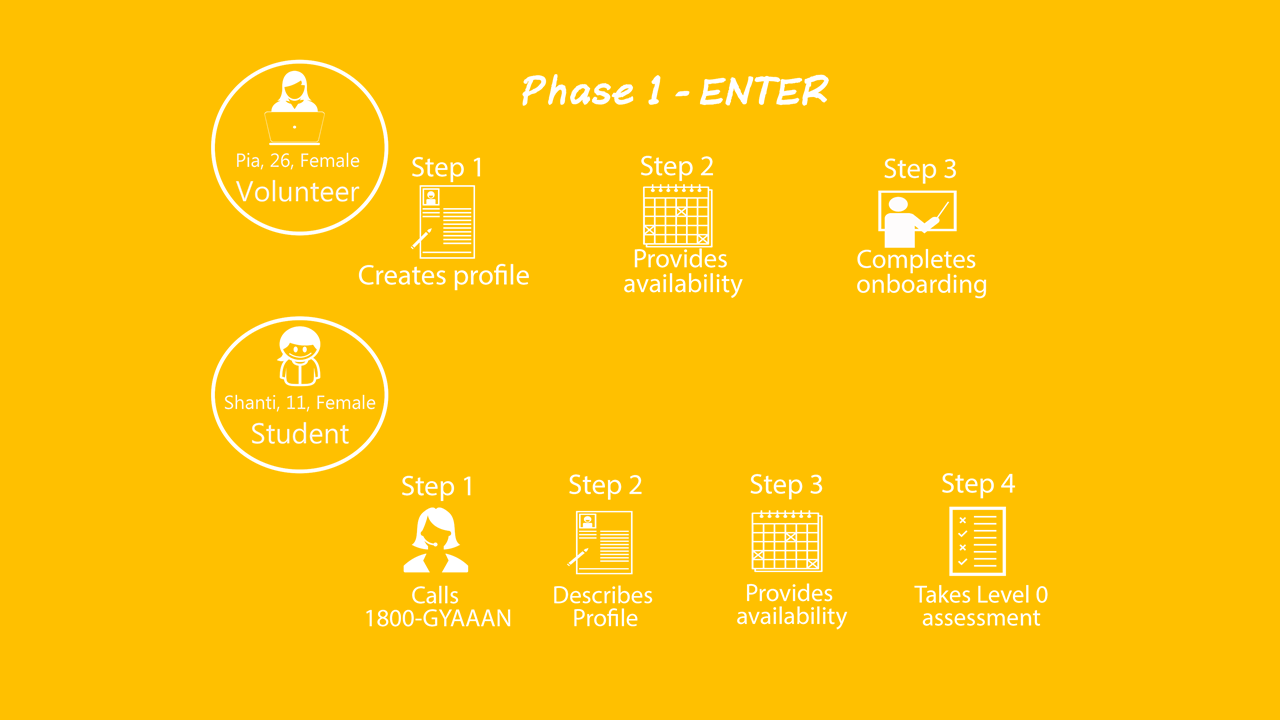 Phase 1 - ENTER
Pia, 26, Female
Volunteer
Step 1
Creates profile
Step 2
Provides
availability
Step 3
Completes
onboarding
Shanti, 11, Female
Student
Step 1
Calls
1800-GYAAAN
Step 2
Describes
Profile
Step 3
Provides
availability
Step 4
Takes Level 0
assessment